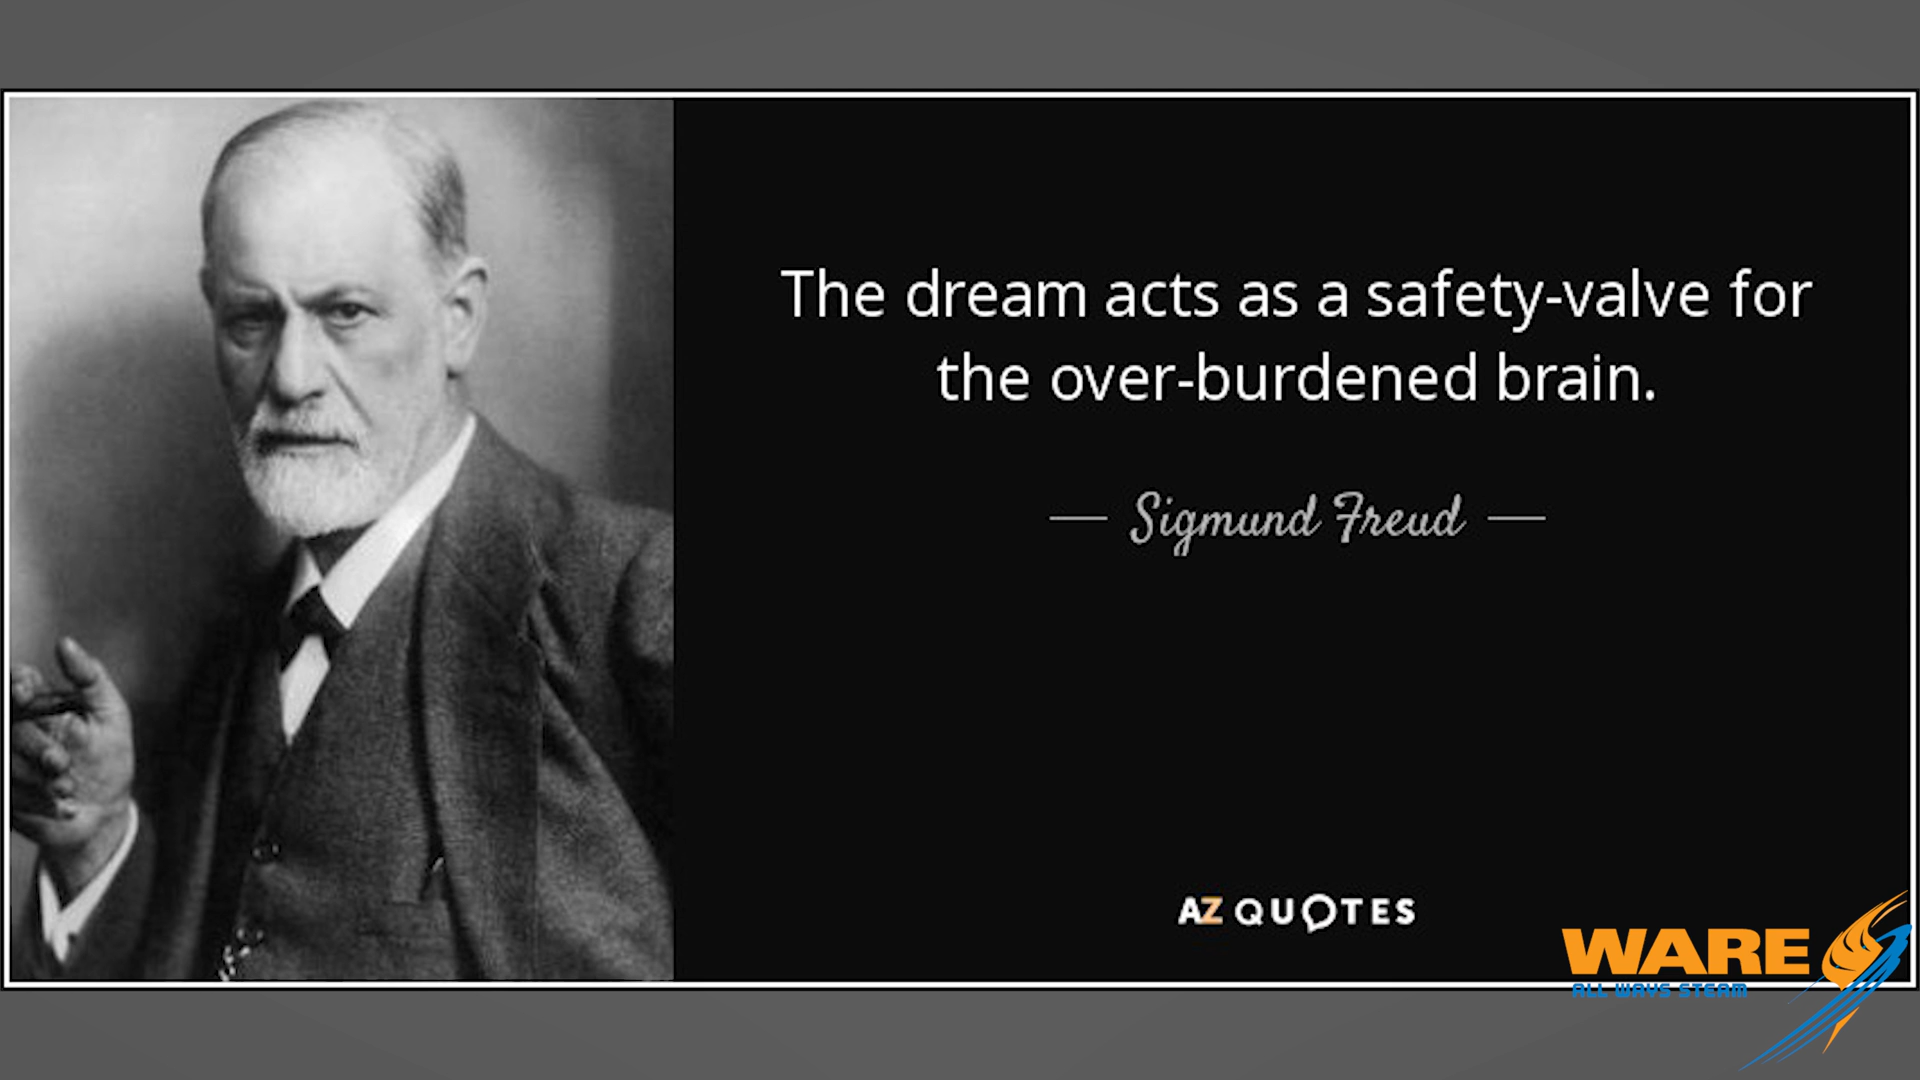 The dream acts as a safety-valve for
the over-burdened brain.
— Sigmund Freud —
AZ QUOTES
WARE
ALL WAYS STEAM